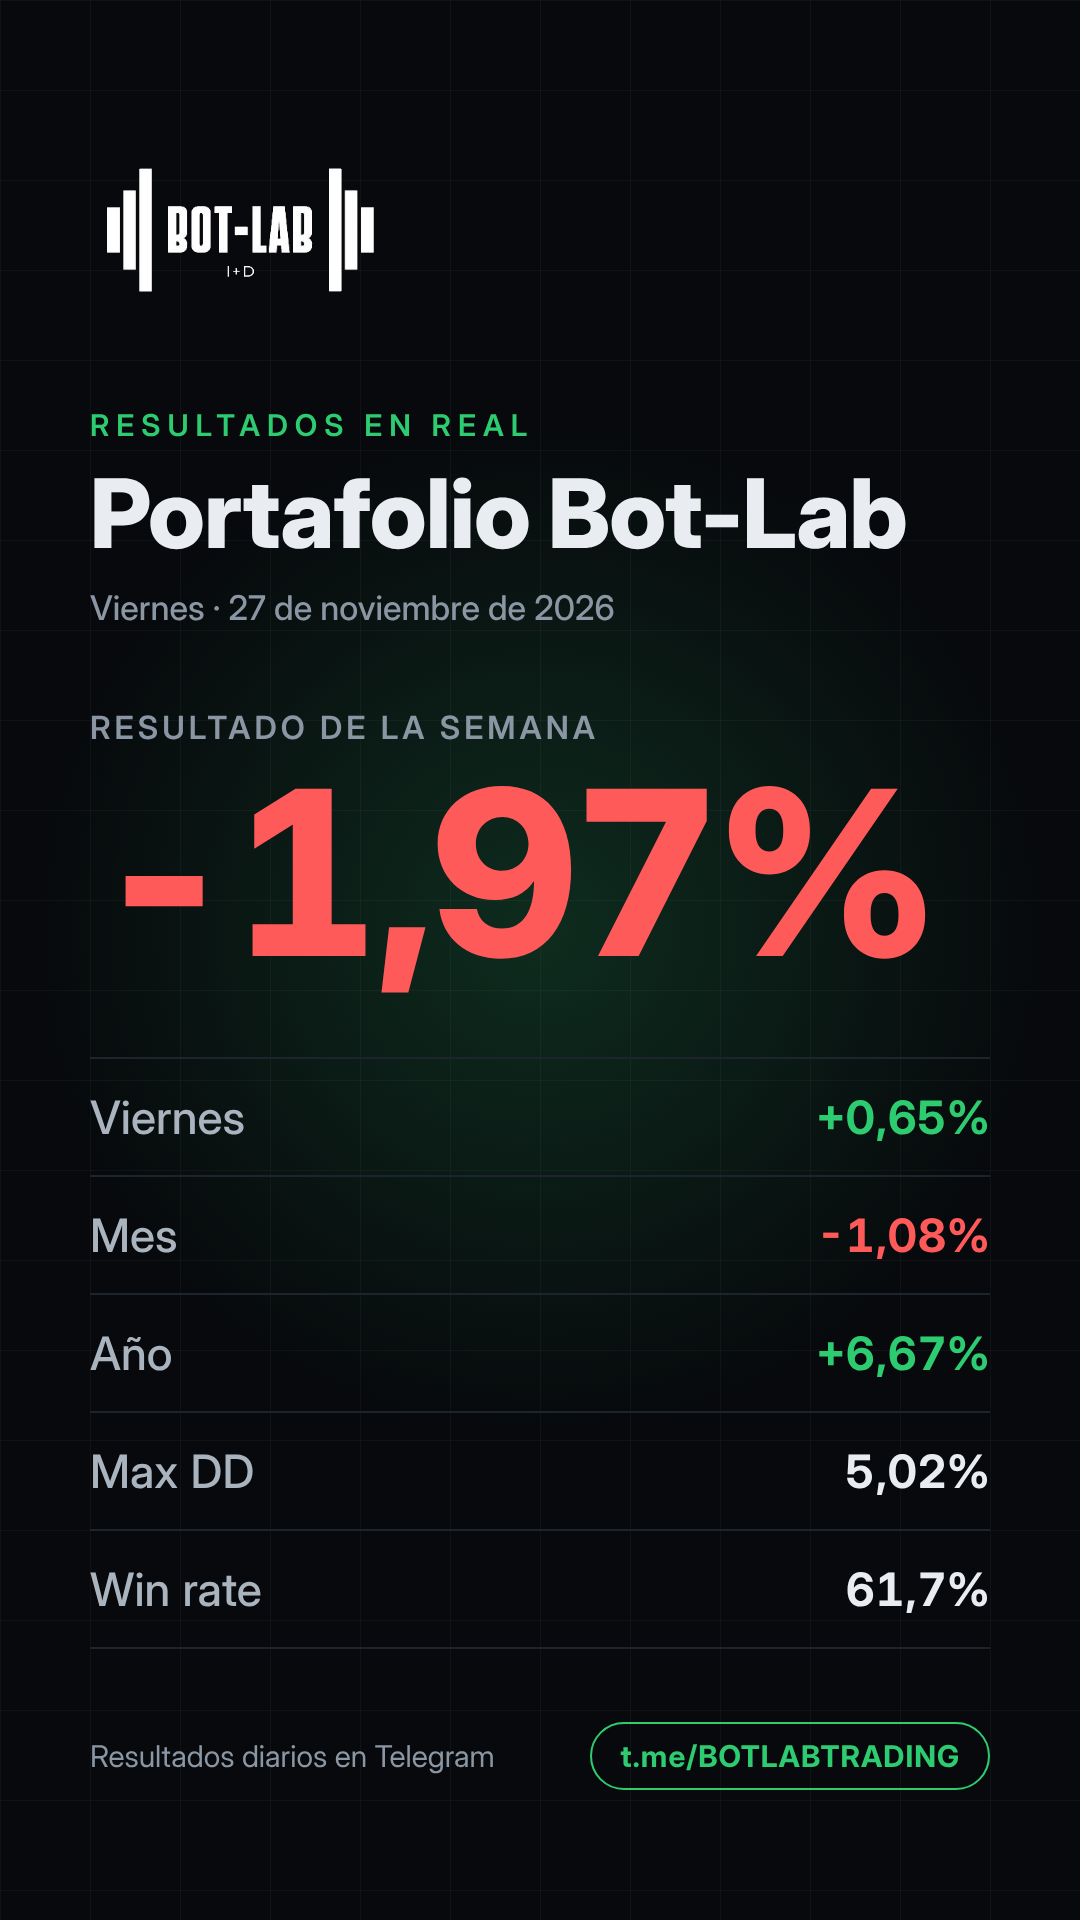 BOT-LAB
I+D
RESULTADOS EN REAL
Portafolio Bot-Lab
Viernes · 27 de noviembre de 2026
RESULTADO DE LA SEMANA
-1,97%
Viernes +0,65%
Mes -1,08%
Año +6,67%
Max DD 5,02%
Win rate 61,7%
Resultados diarios en Telegram t.me/BOTLABTRADING